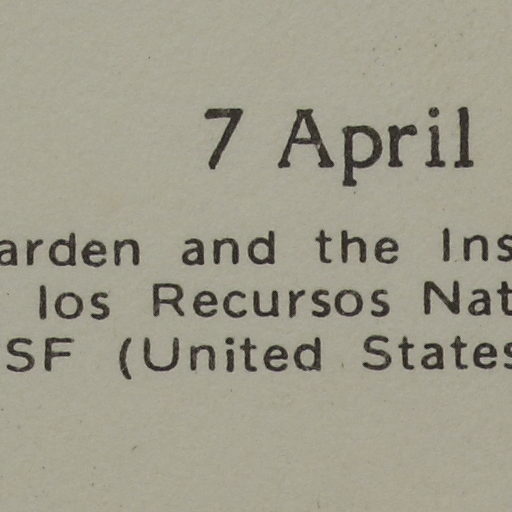 7 April
arden and the Ins
los Recursos Nat
SF (United States